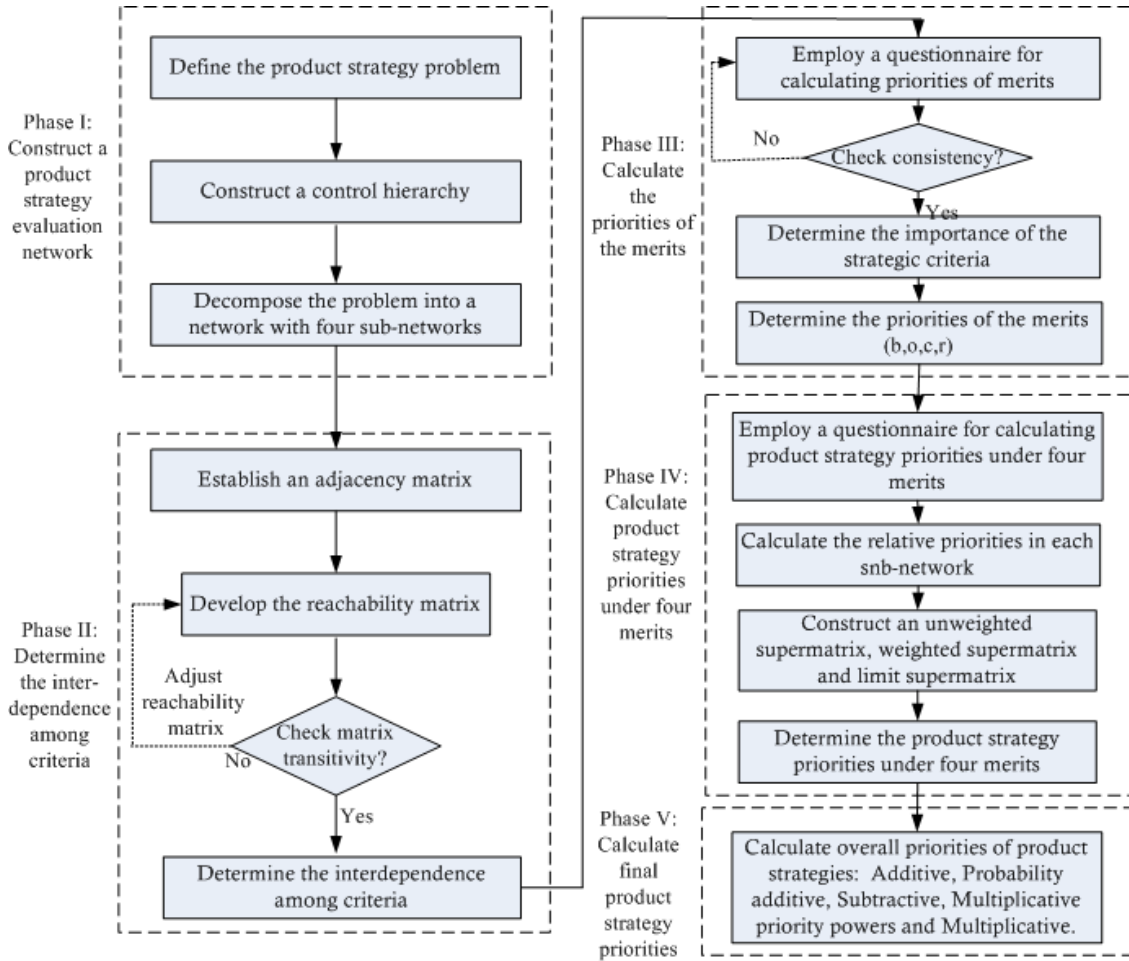 Phase I:
Construct a
product
strategy
evaluation
network
Define the product strategy problem
Construct a control hierarchy
Decompose the problem into a
network with four sub-networks
Phase II:
Determine
the inter-
dependence
among
criteria
Establish an adjacency matrix
Develop the reachability matrix
Adjust
reachability
matrix
Check matrix
transitivity?
No
Yes
Determine the interdependence
among criteria
Phase III:
Calculate
the
priorities of
the merits
Employ a questionnaire for
calculating priorities of merits
No
Check consistency?
Yes
Determine the importance of the
strategic criteria
Determine the priorities of the merits
(b,o,c,r)
Phase IV:
Calculate
product
strategy
priorities
under four
merits
Employ a questionnaire for calculating
product strategy priorities under four
merits
Calculate the relative priorities in each
snb-network
Construct an unweighted
supermatrix, weighted supermatrix
and limit supermatrix
Determine the product strategy
priorities under four merits
Phase V:
Calculate
final
product
strategy
priorities
Calculate overall priorities of product
strategies: Additive, Probability
additive, Subtractive, Multiplicative
priority powers and Multiplicative.